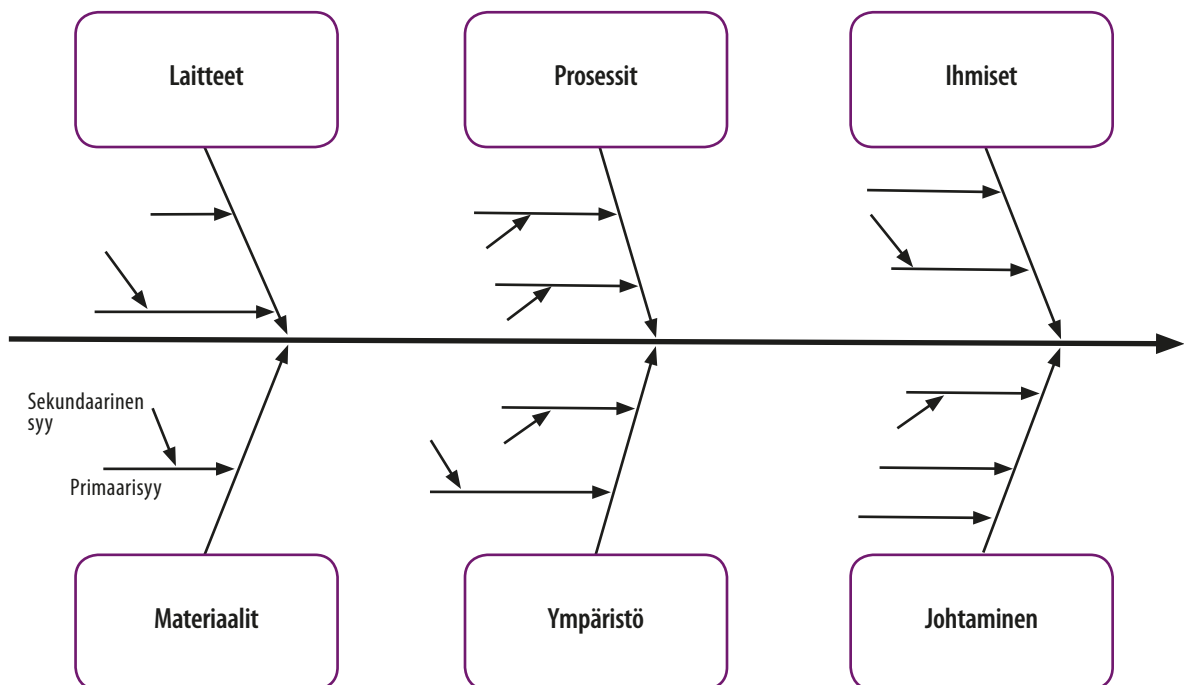 Laitteet
Prosessit
Ihmiset
Sekundaarinen
syy
Primaarisyy
Materiaalit
Ympäristö
Johtaminen